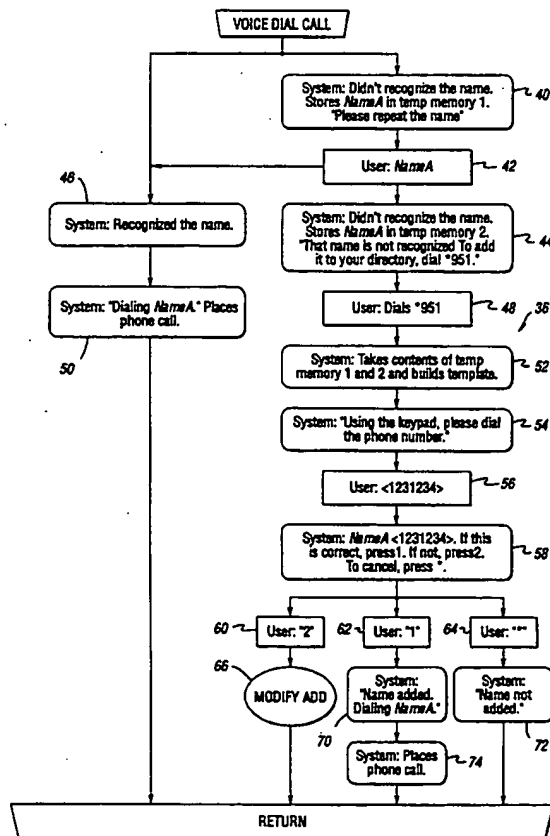 VOICE DIAL CALL
System: Didn't recognize the name.
Stores NameA in temp memory 1.
"Please repeat the name"
40
User: NameA
42
46
System: Recognized the name.
System: Didn't recognize the name.
Stores NameA in temp memory 2.
"That name is not recognized To add
it to your directory, dial *951."
44
System: "Dialing NameA." Places
phone call.
50
User: Dials *951
48
36
System: Takes contents of temp
memory 1 and 2 and builds template.
52
System: "Using the keypad, please dial
the phone number."
54
User: <1231234>
56
System: NameA <1231234>. If this
is correct, press1. If not, press2.
To cancel, press *.
58
60
User: "2"
62
User: "1"
64
User: "*"
66
MODIFY ADD
System:
"Name added.
Dialing NameA."
70
System:
"Name not
added."
72
System: Places
phone call.
74
RETURN